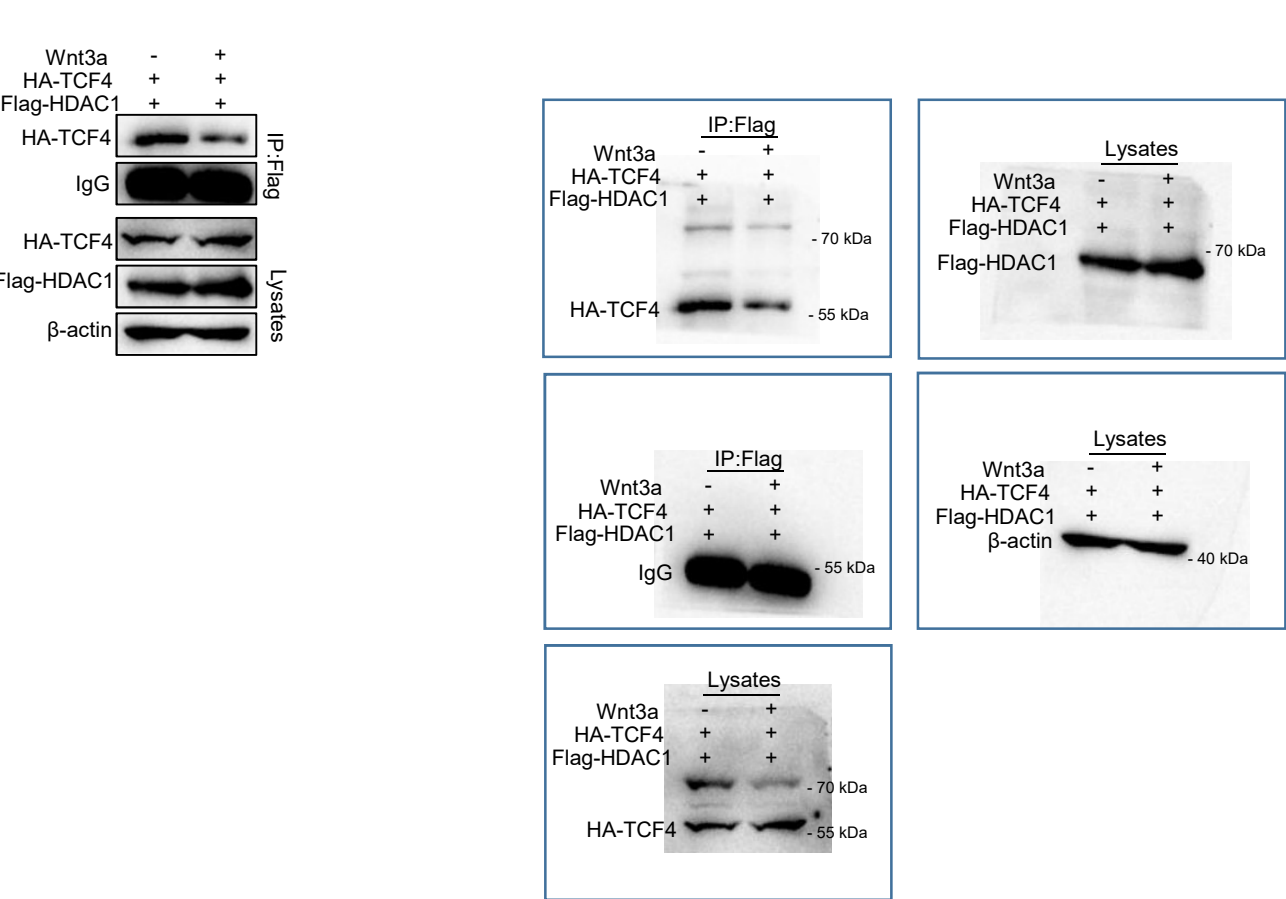 Wnt3a - +
HA-TCF4 + +
Flag-HDAC1 + +
HA-TCF4
IgG
IP:Flag
HA-TCF4
Flag-HDAC1
β-actin
Lysates
IP:Flag
Wnt3a - +
HA-TCF4 + +
Flag-HDAC1 + +
- 70 kDa
HA-TCF4
- 55 kDa
Lysates
Wnt3a - +
HA-TCF4 + +
Flag-HDAC1 + +
- 70 kDa
Flag-HDAC1
IP:Flag
Wnt3a - +
HA-TCF4 + +
Flag-HDAC1 + +
- 55 kDa
IgG
Lysates
Wnt3a - +
HA-TCF4 + +
Flag-HDAC1 + +
β-actin
- 40 kDa
Lysates
Wnt3a - +
HA-TCF4 + +
Flag-HDAC1 + +
- 70 kDa
HA-TCF4
- 55 kDa